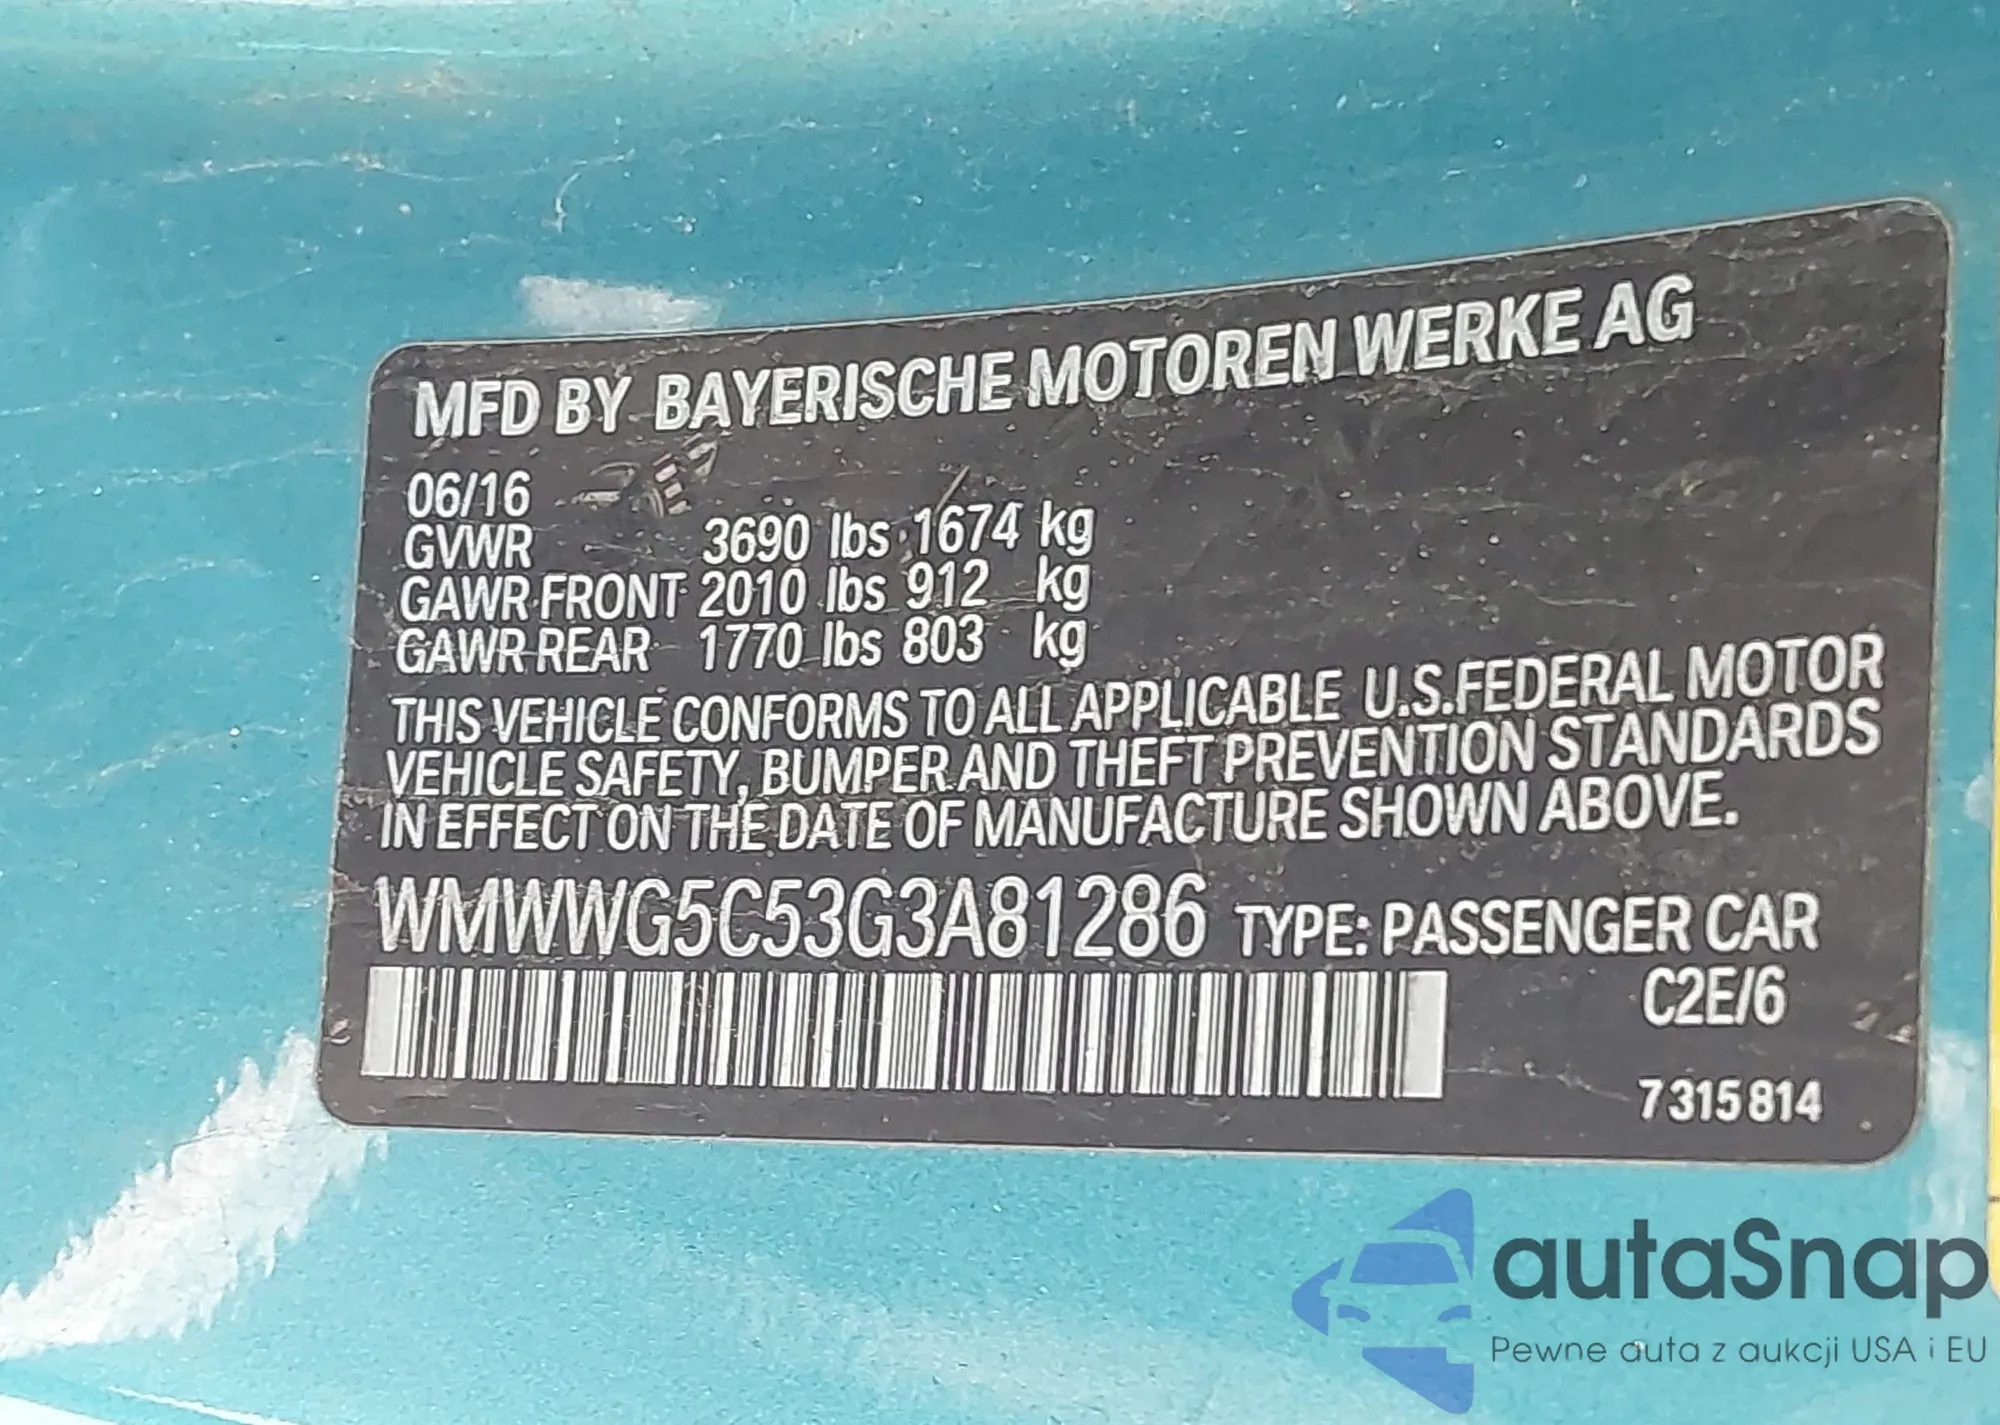 MFD BY BAYERISCHE MOTOREN WERKE AG
06/16
GVWR 3690 lbs 1674 kg
GAWR FRONT 2010 lbs 912 kg
GAWR REAR 1770 lbs 803 kg
THIS VEHICLE CONFORMS TO ALL APPLICABLE U.S.FEDERAL MOTOR
VEHICLE SAFETY, BUMPER AND THEFT PREVENTION STANDARDS
IN EFFECT ON THE DATE OF MANUFACTURE SHOWN ABOVE.
WMWWG5C53G3A81286 TYPE: PASSENGER CAR
C2E/6
7315814
autaSnap
Pewne auta z aukcji USA i EU